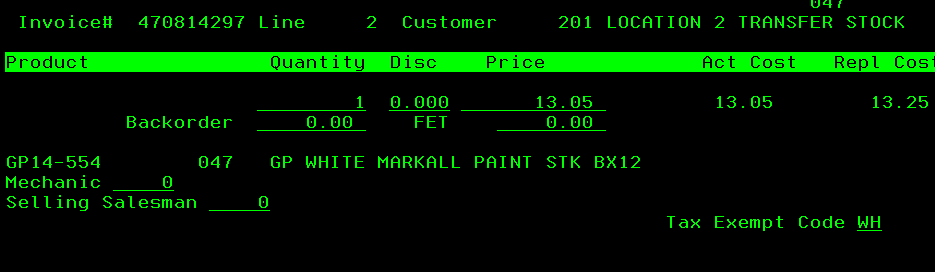 047
Invoice# 470814297 Line 2 Customer 201 LOCATION 2 TRANSFER STOCK
Product Quantity Disc Price Act Cost Repl Cost
1 0.000 13.05 13.05 13.25
Backorder 0.00 FET 0.00
GP14-554 047 GP WHITE MARKALL PAINT STK BX12
Mechanic 0
Selling Salesman 0
Tax Exempt Code WH